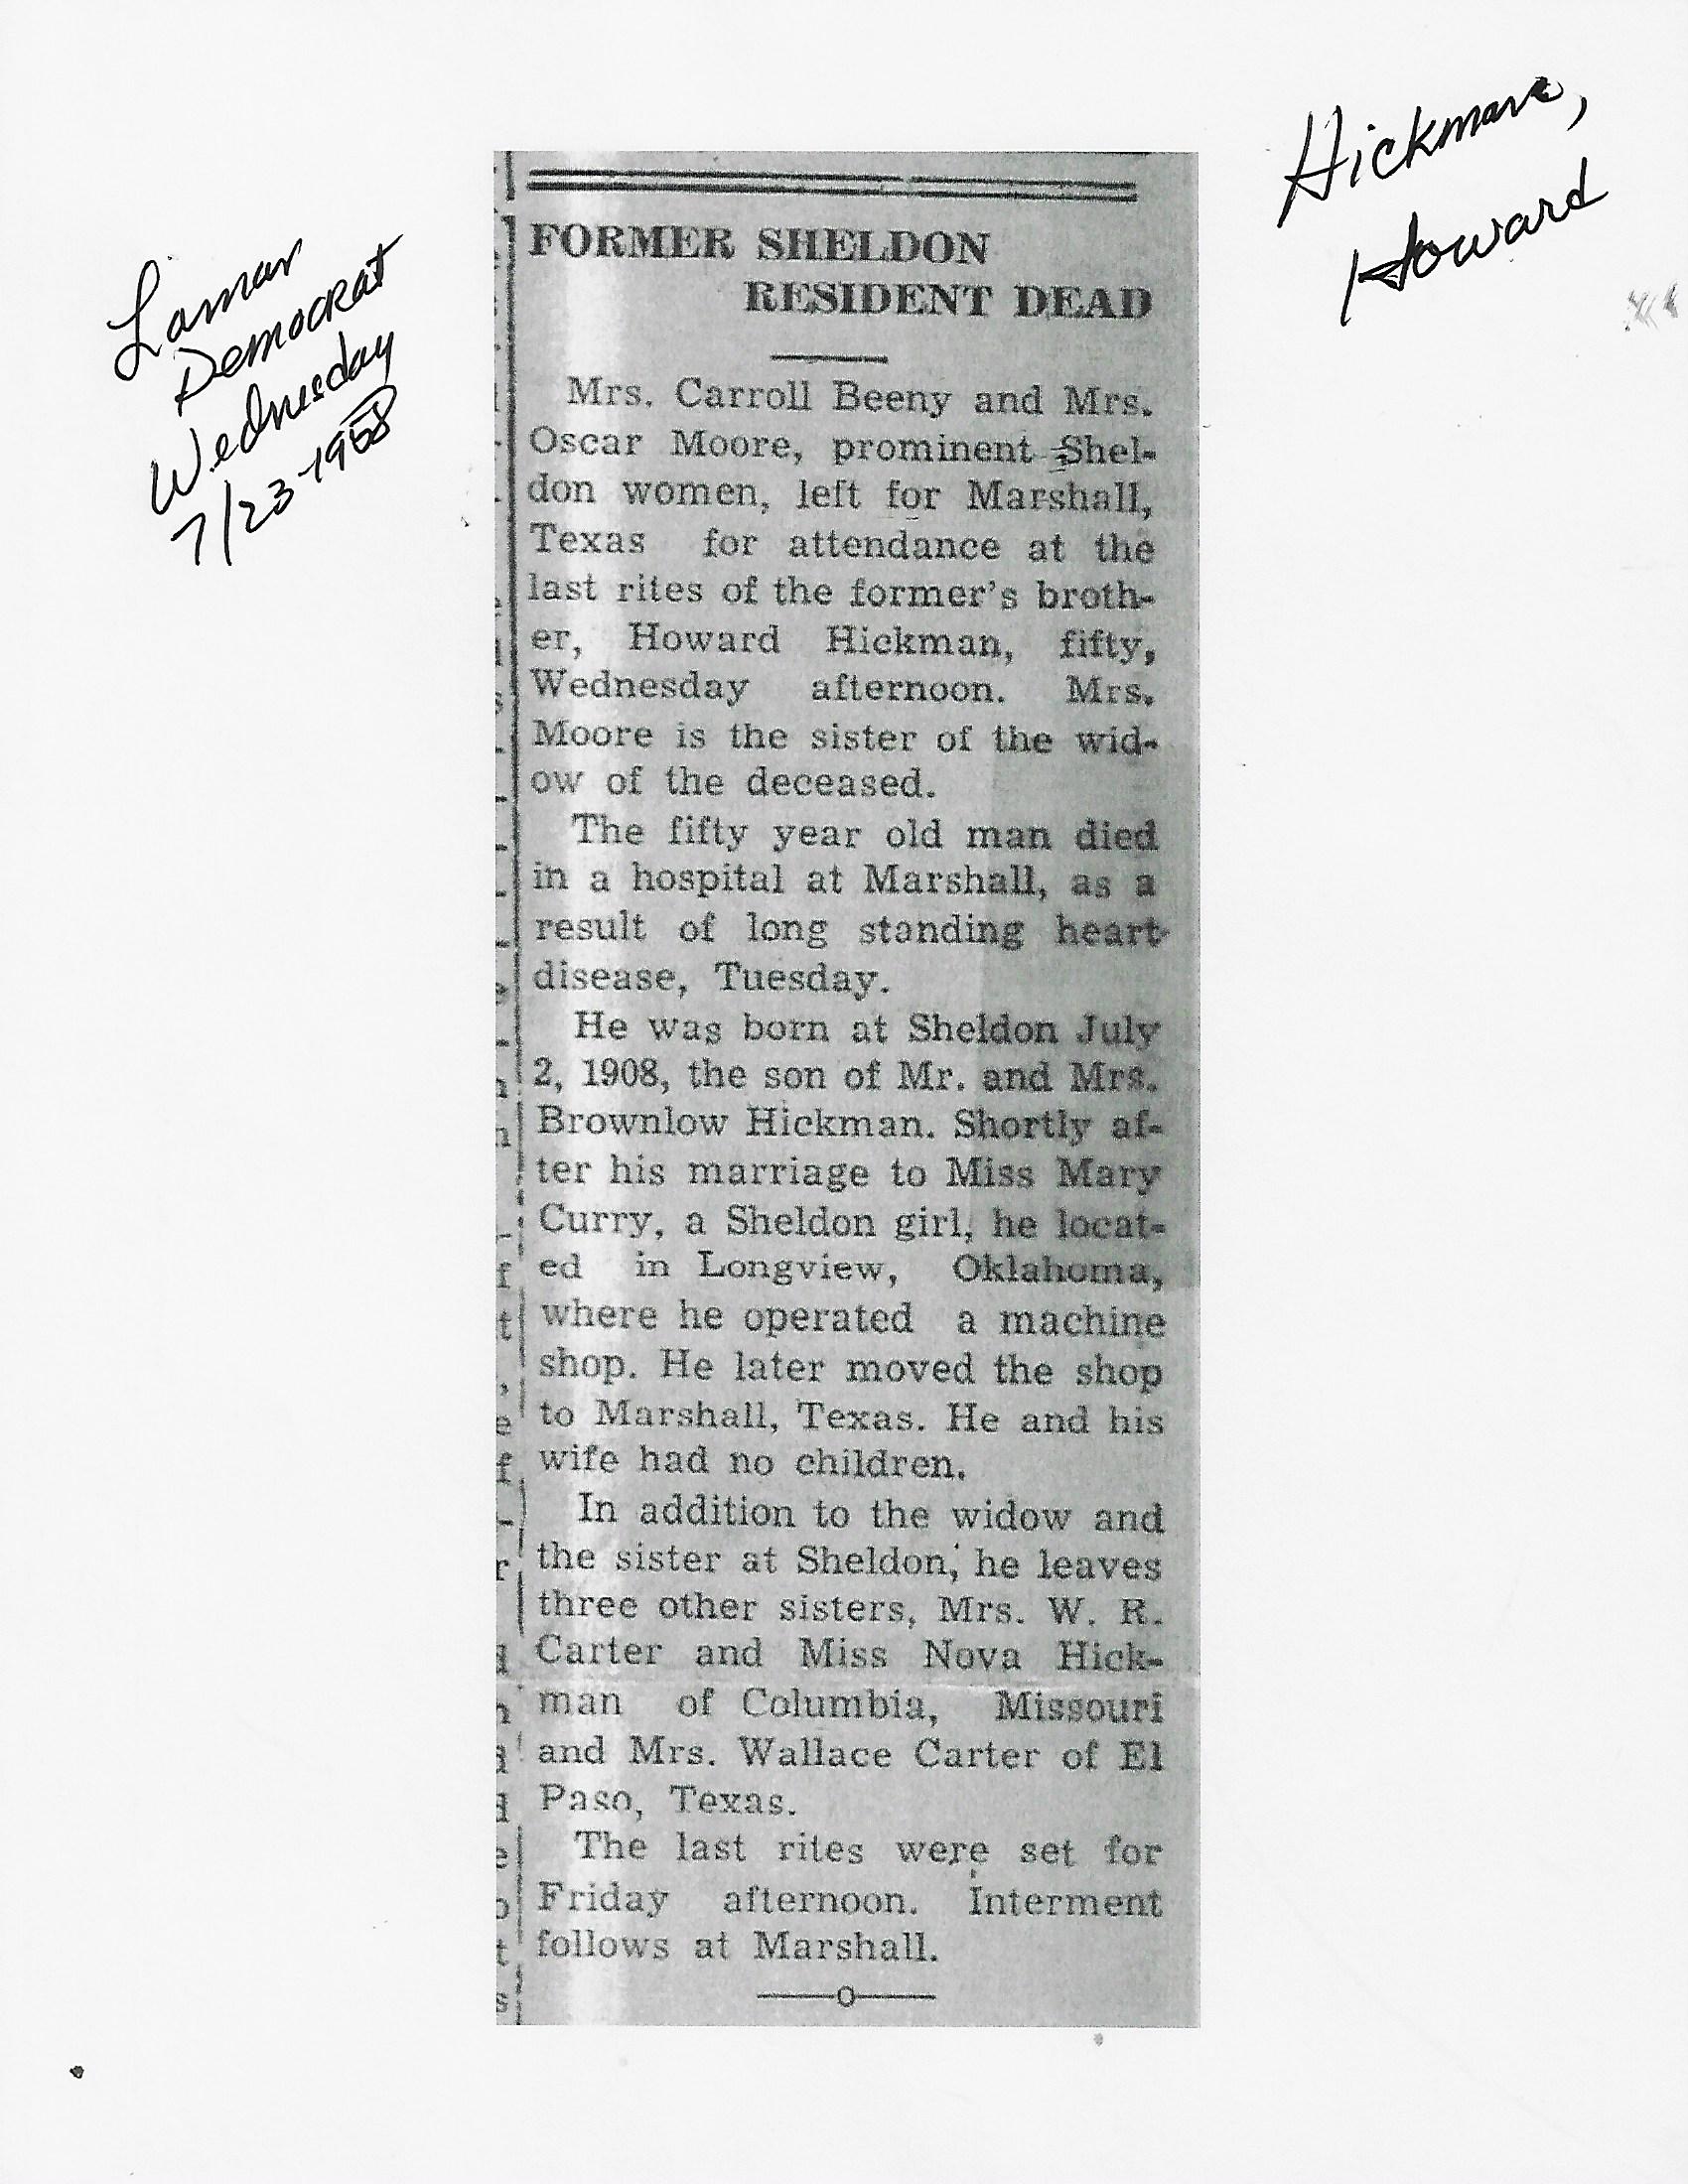 Hickman,
Howard
Lamar
Democrat
Wednesday
7/23-1958
FORMER SHELDON
RESIDENT DEAD
Mrs. Carroll Beeny and Mrs.
Oscar Moore, prominent Shel-
don women, left for Marshall,
Texas for attendance at the
last rites of the former's broth-
er, Howard Hickman, fifty,
Wednesday afternoon. Mrs.
Moore is the sister of the wid-
ow of the deceased.
The fifty year old man died
in a hospital at Marshall, as a
result of long standing heart
disease, Tuesday.
He was born at Sheldon July
2, 1908, the son of Mr. and Mrs.
Brownlow Hickman. Shortly af-
ter his marriage to Miss Mary
Curry, a Sheldon girl, he locat-
ed in Longview, Oklahoma,
where he operated a machine
shop. He later moved the shop
to Marshall, Texas. He and his
wife had no children.
In addition to the widow and
the sister at Sheldon, he leaves
three other sisters, Mrs. W. R.
Carter and Miss Nova Hick-
man of Columbia, Missouri
and Mrs. Wallace Carter of El
Paso, Texas.
The last rites were set for
Friday afternoon. Interment
follows at Marshall.
——o——